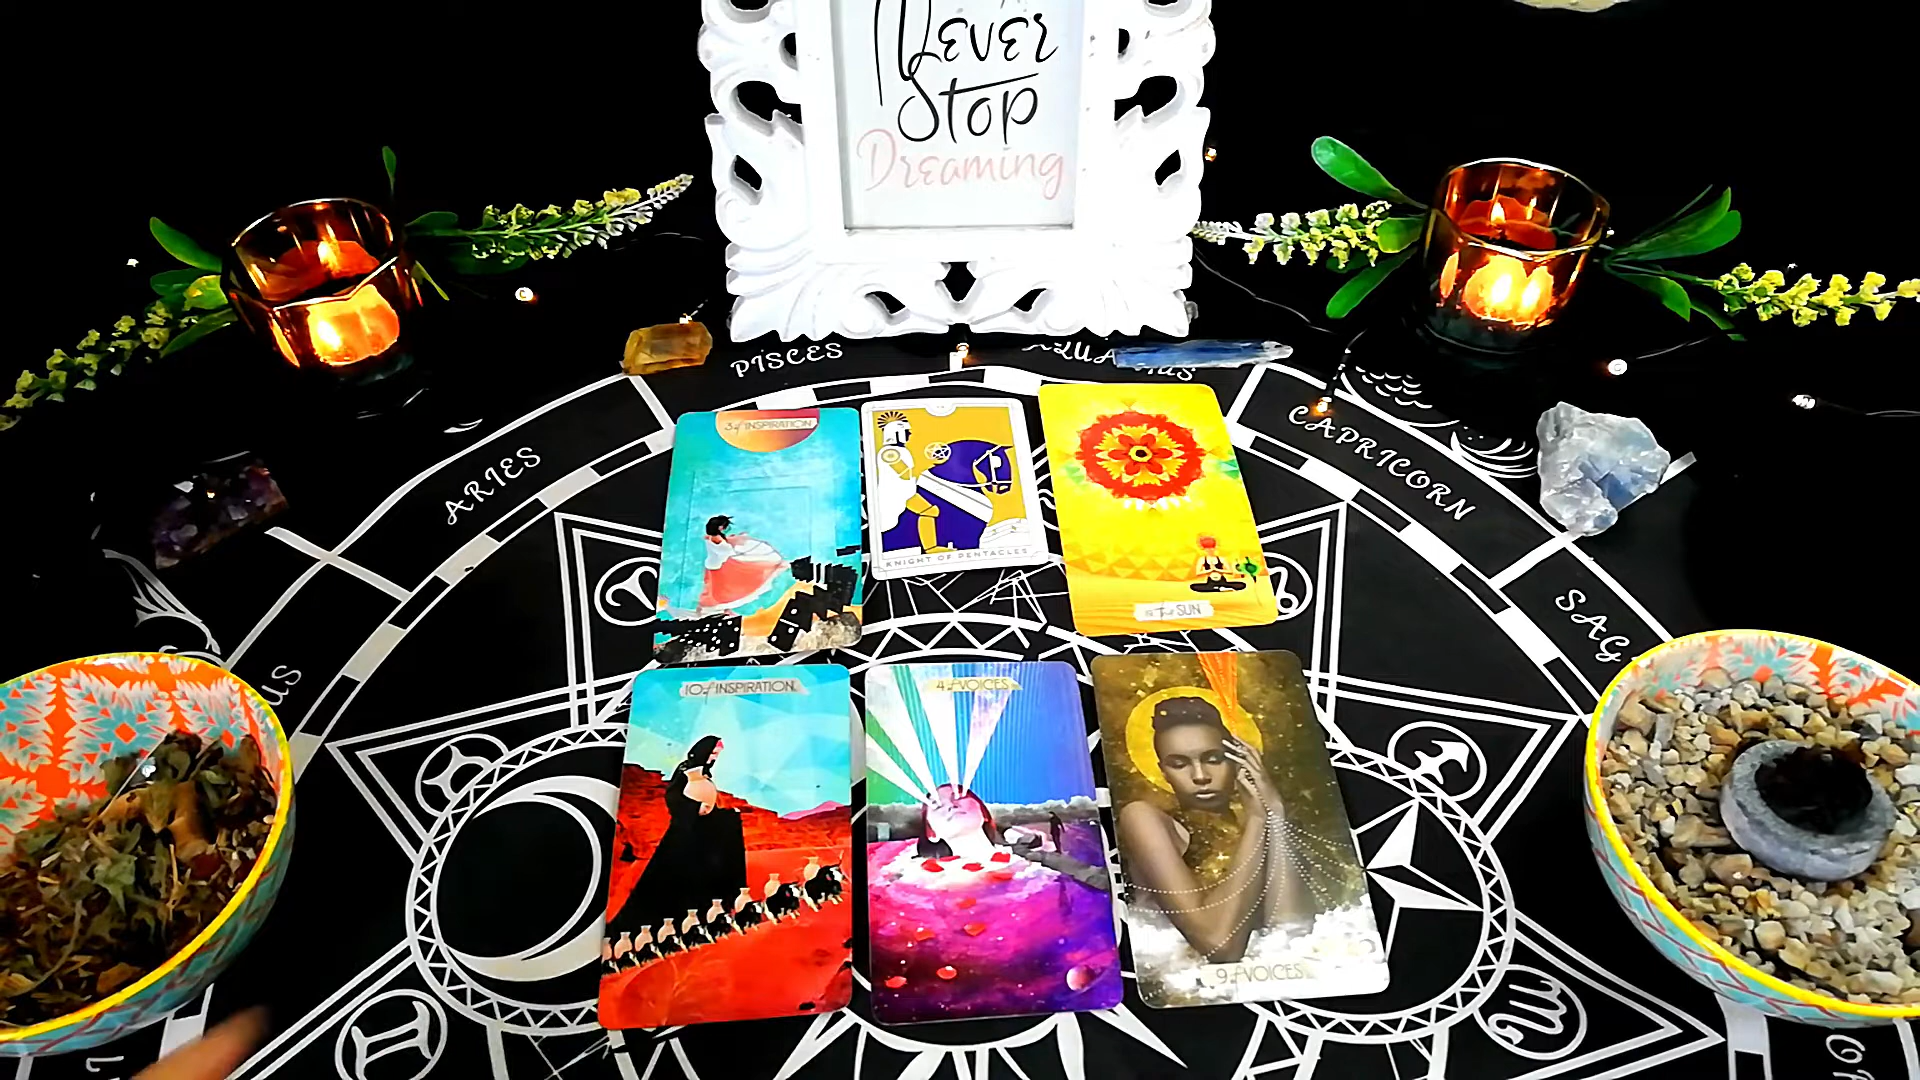 Never
Stop
Dreaming
PISCES
ARIES
CAPRICORN
SAG
3 of INSPIRATION
KNIGHT OF PENTACLES
The SUN
10 of INSPIRATION
4 of VOICES
9 of VOICES